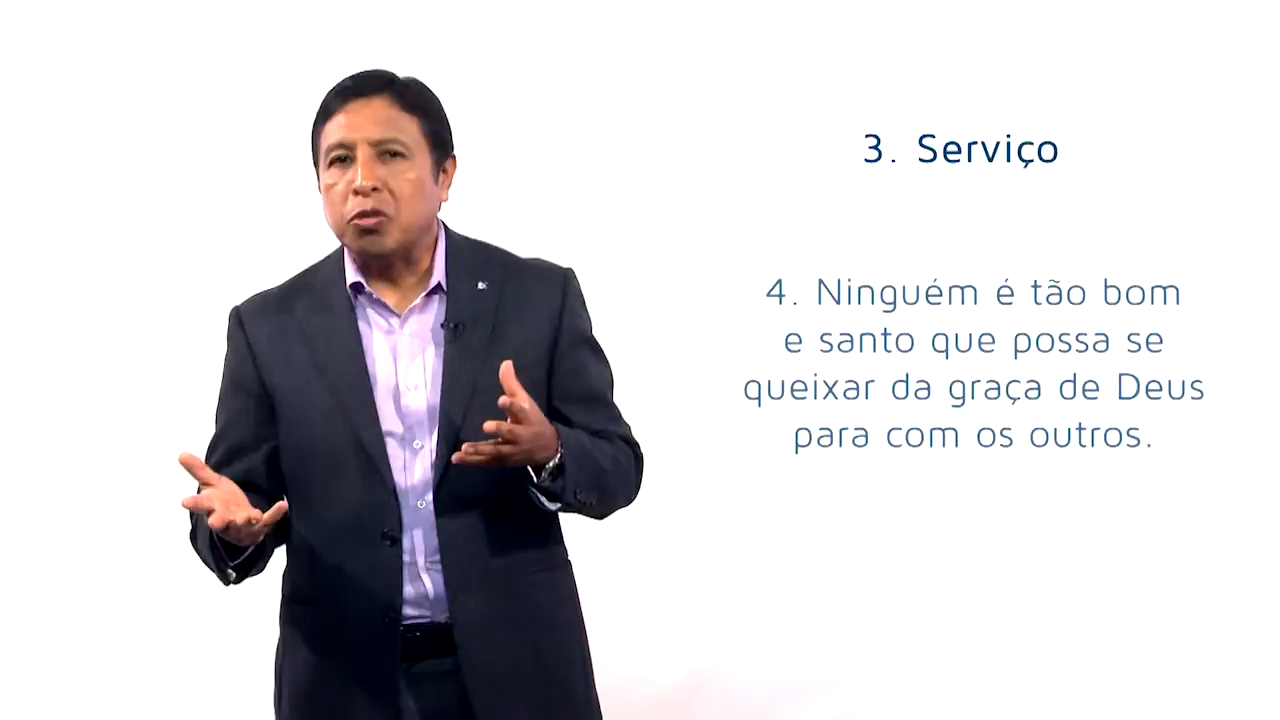 3. Serviço
4. Ninguém é tão bom
e santo que possa se
queixar da graça de Deus
para com os outros.